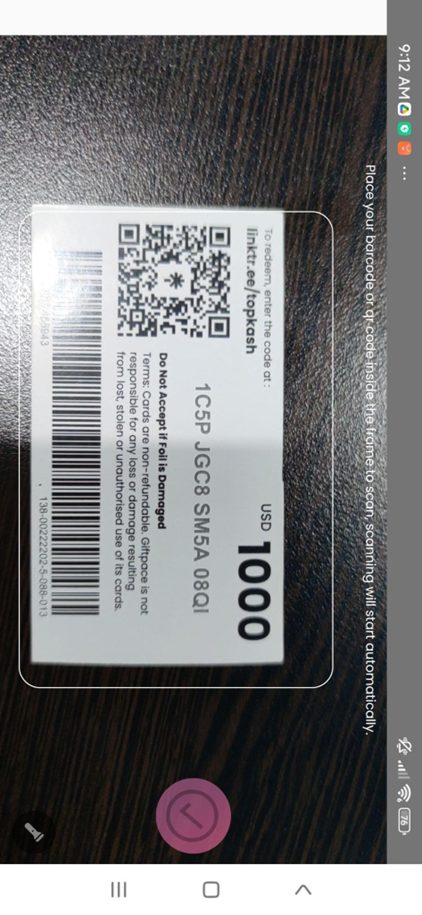 9:12 AM
76
Place your barcode or qr code inside the frame to scan, scanning will start automatically.
To redeem, enter the code at:
linktr.ee/topkash
USD 1000
1C5P JGC8 SM5A 08QI
Do Not Accept if Foil is Damaged
Terms: Cards are non-refundable. Giftpace is not
responsible for any loss or damage resulting
from lost, stolen or unauthorised use of its cards.
138-00222202-5-088-013